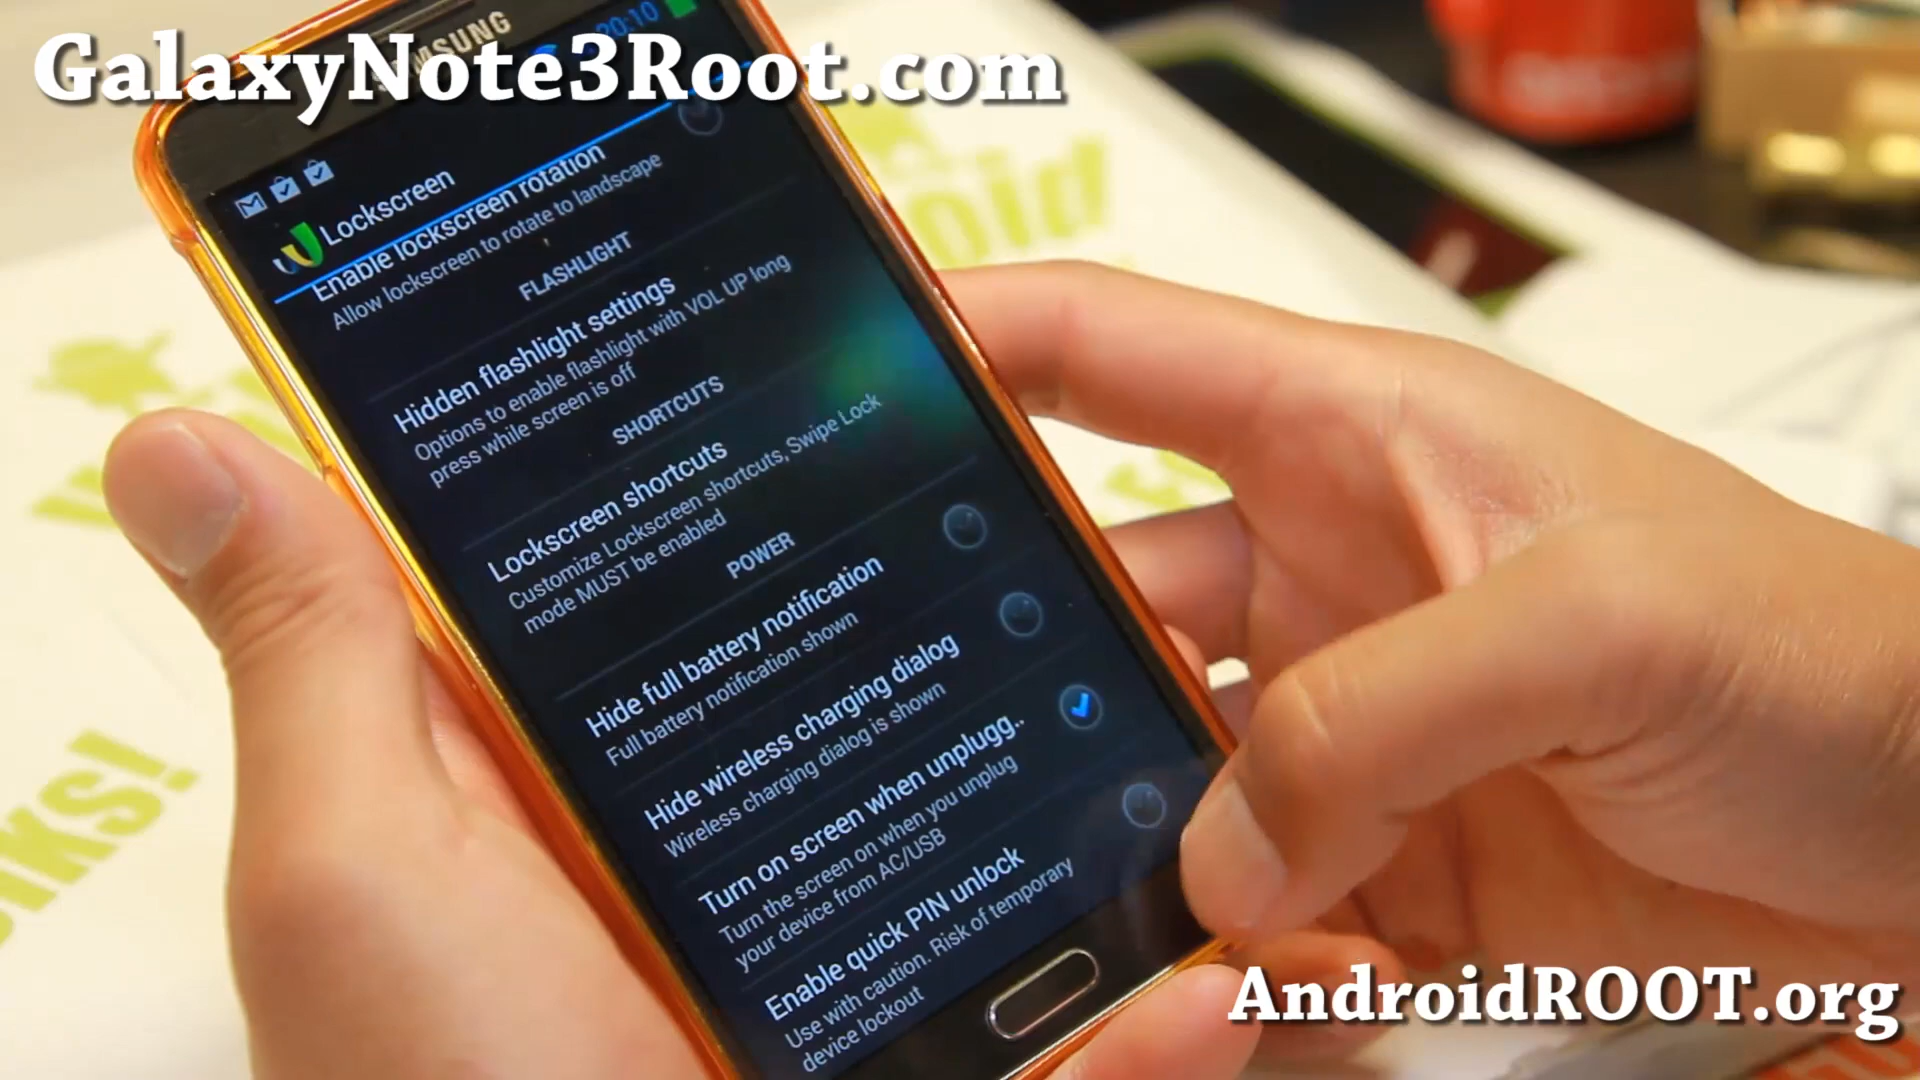 GalaxyNote3Root.com
SAMSUNG
20:10
Lockscreen
Enable lockscreen rotation
Allow lockscreen to rotate to landscape
FLASHLIGHT
Hidden flashlight settings
Options to enable flashlight with VOL UP long
press while screen is off
SHORTCUTS
Lockscreen shortcuts
Customize Lockscreen shortcuts, Swipe Lock
mode MUST be enabled
POWER
Hide full battery notification
Full battery notification shown
Hide wireless charging dialog
Wireless charging dialog is shown
Turn on screen when unplugg..
Turn the screen on when you unplug
your device from AC/USB
Enable quick PIN unlock
Use with caution. Risk of temporary
device lockout
AndroidROOT.org